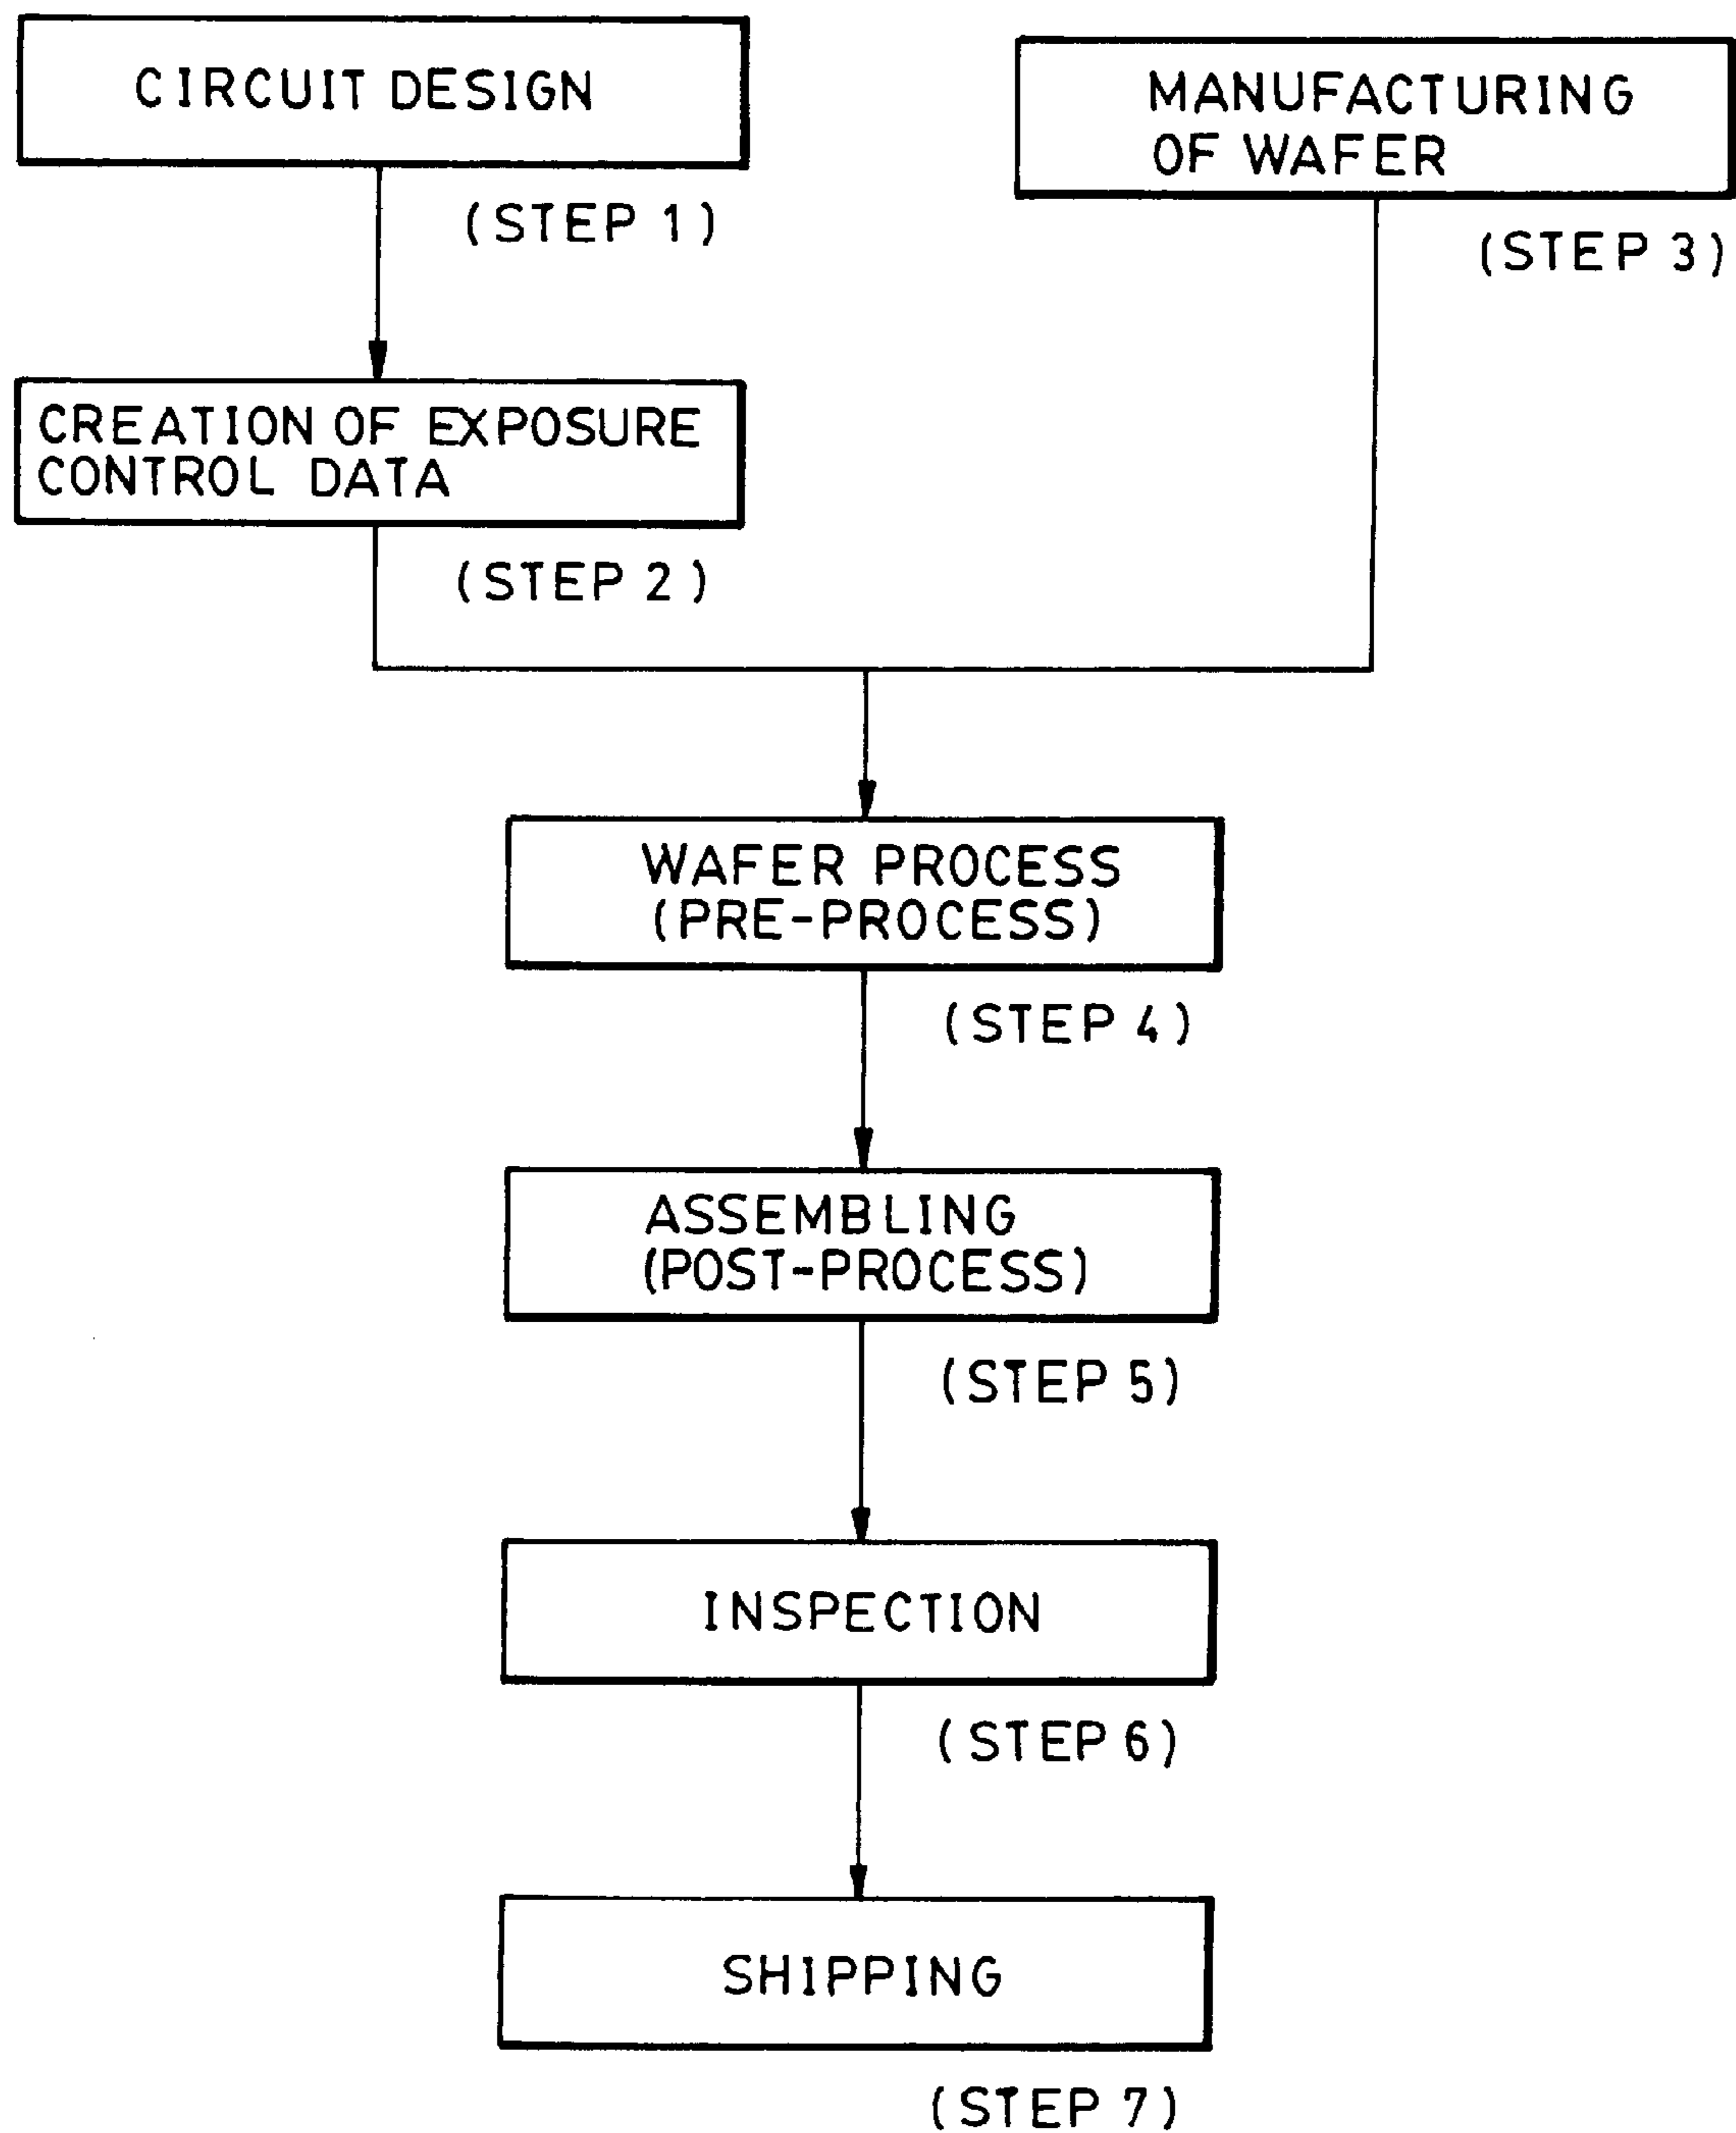 CIRCUIT DESIGN
(STEP 1)
MANUFACTURING
OF WAFER
(STEP 3)
CREATION OF EXPOSURE
CONTROL DATA
(STEP 2)
WAFER PROCESS
(PRE-PROCESS)
(STEP 4)
ASSEMBLING
(POST-PROCESS)
(STEP 5)
INSPECTION
(STEP 6)
SHIPPING
(STEP 7)